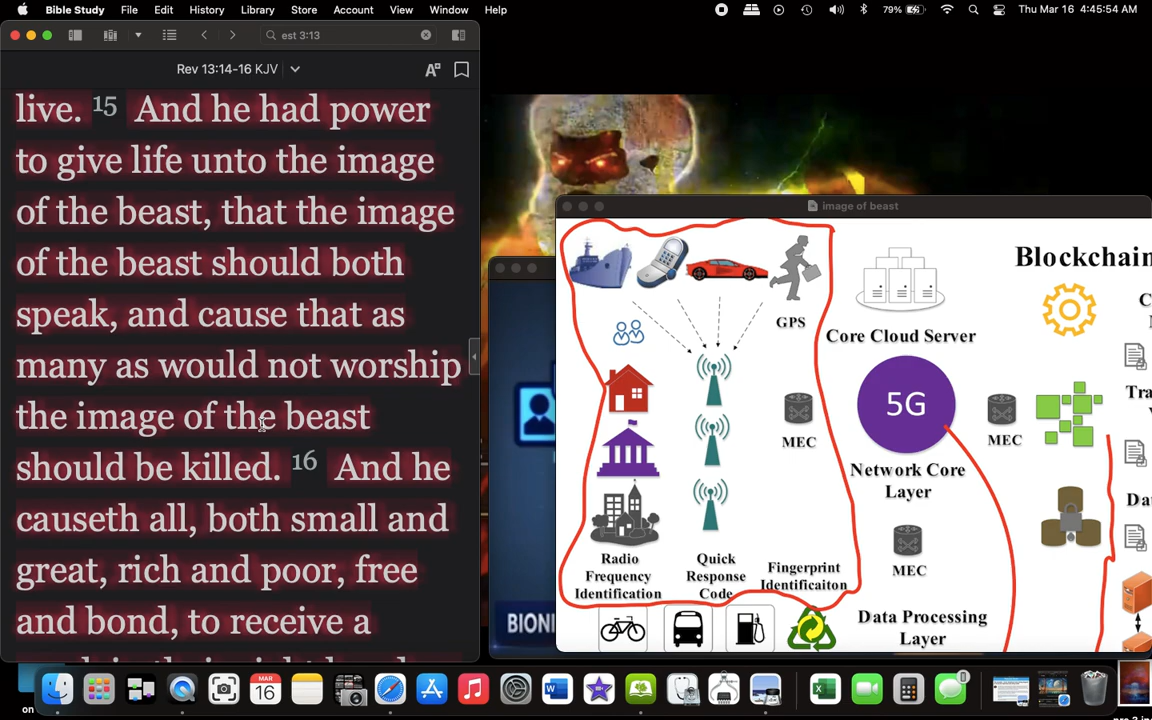 Bible Study File Edit History Library Store Account View Window Help
79% Thu Mar 16 4:45:54 AM
est 3:13
Rev 13:14-16 KJV
live. 15 And he had power
to give life unto the image
of the beast, that the image
of the beast should both
speak, and cause that as
many as would not worship
the image of the beast
should be killed. 16 And he
causeth all, both small and
great, rich and poor, free
and bond, to receive a
image of beast
Blockchain
GPS
Core Cloud Server
5G
MEC
MEC
Network Core
Layer
MEC
Radio
Frequency
Identification
Quick
Response
Code
Fingerprint
Identificaiton
Data Processing
Layer
BIONI
MAR
16